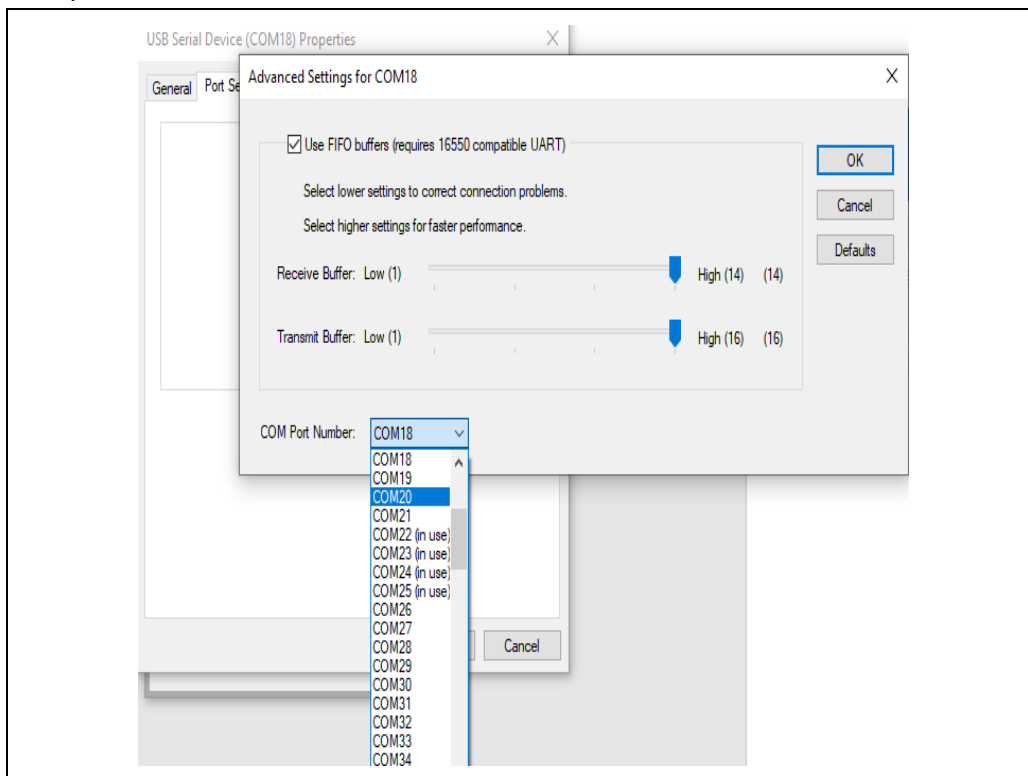 USB Serial Device (COM18) Properties
General Port Se
Advanced Settings for COM18
Use FIFO buffers (requires 16550 compatible UART)
OK
Select lower settings to correct connection problems.
Cancel
Select higher settings for faster performance.
Defaults
Receive Buffer: Low (1) High (14) (14)
Transmit Buffer: Low (1) High (16) (16)
COM Port Number: COM18
COM18
COM19
COM20
COM21
COM22 (in use)
COM23 (in use)
COM24 (in use)
COM25 (in use)
COM26
COM27
COM28
Cancel
COM29
COM30
COM31
COM32
COM33
COM34